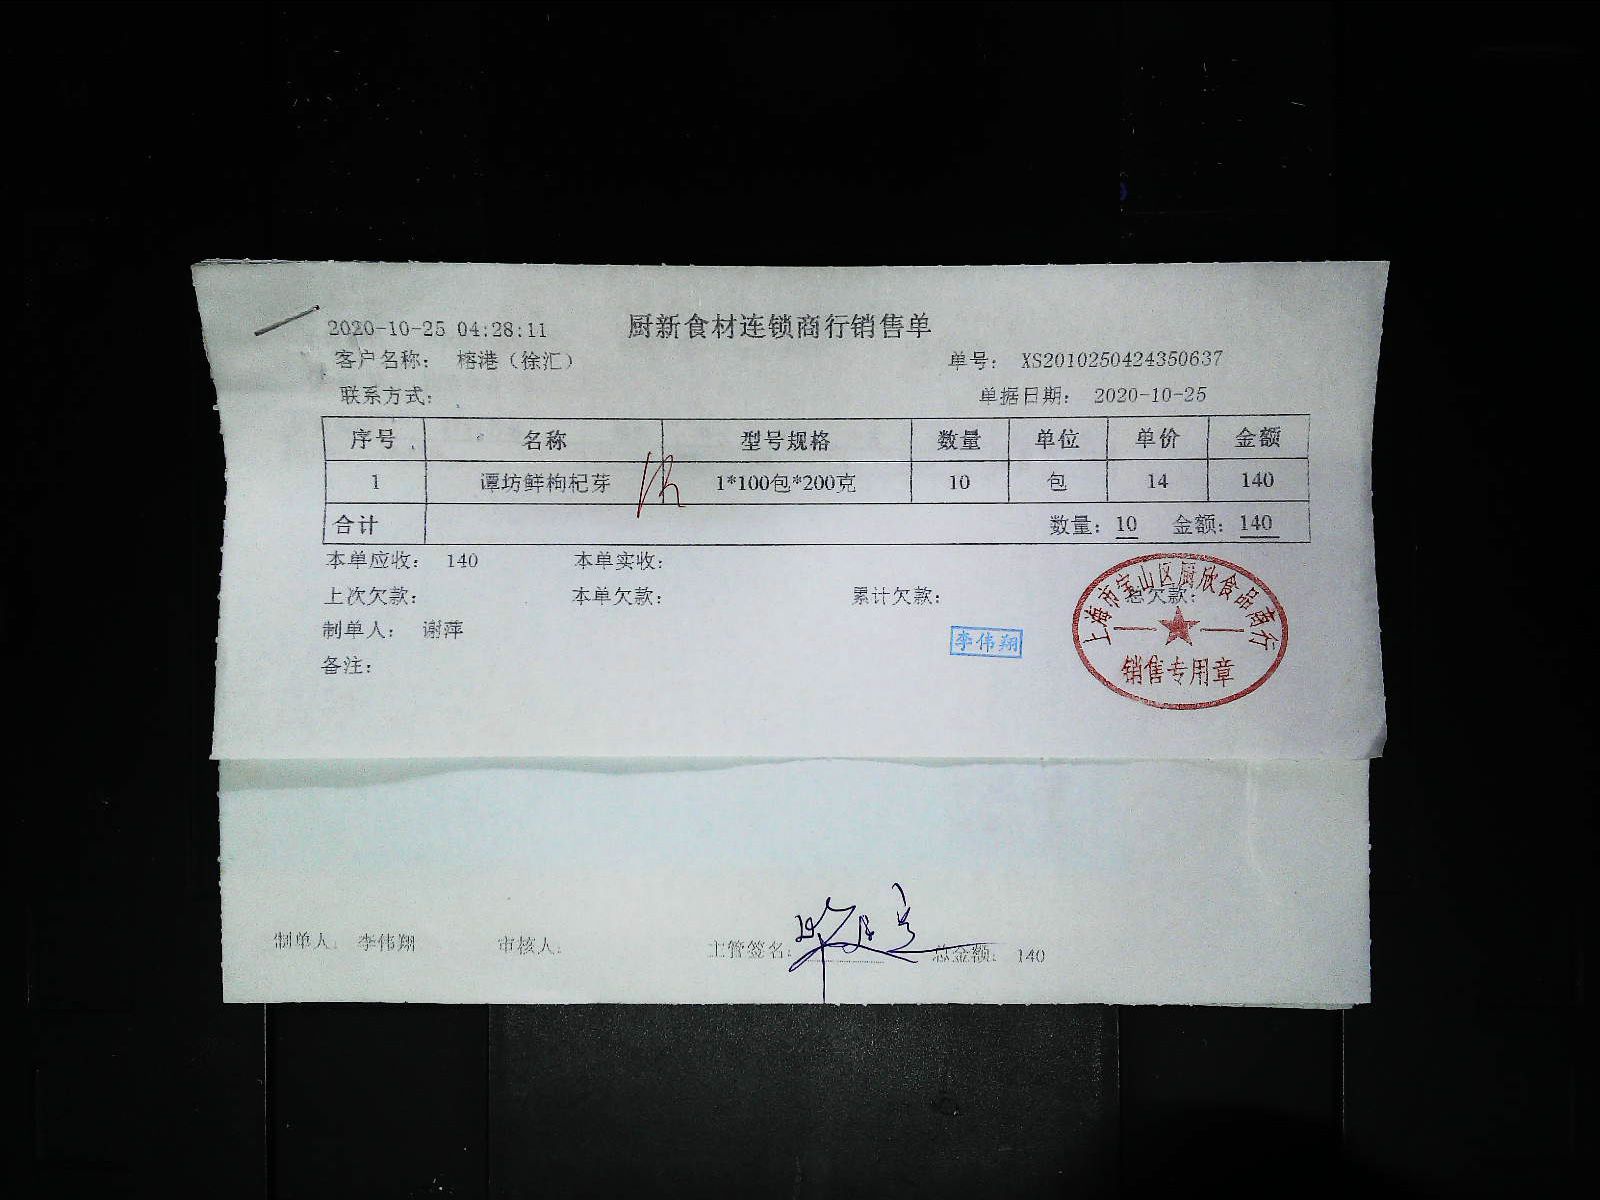 2020-10-25 04:28:11 厨新食材连锁商行销售单
客户名称： 榕港（徐汇） 单号： XS2010250424350637
联系方式： 单据日期： 2020-10-25
序号 名称 型号规格 数量 单位 单价 金额
1 谭坊鲜枸杞芽 1*100包*200克 10 包 14 140
合计 数量：10 金额：140
本单应收： 140 本单实收：
上次欠款： 本单欠款： 累计欠款： 总欠款：
制单人： 谢萍
备注：
李伟翔
上海市宝山区厨欣食品商行
销售专用章
制单人： 李伟翔 审核人： 主管签名： 总金额： 140